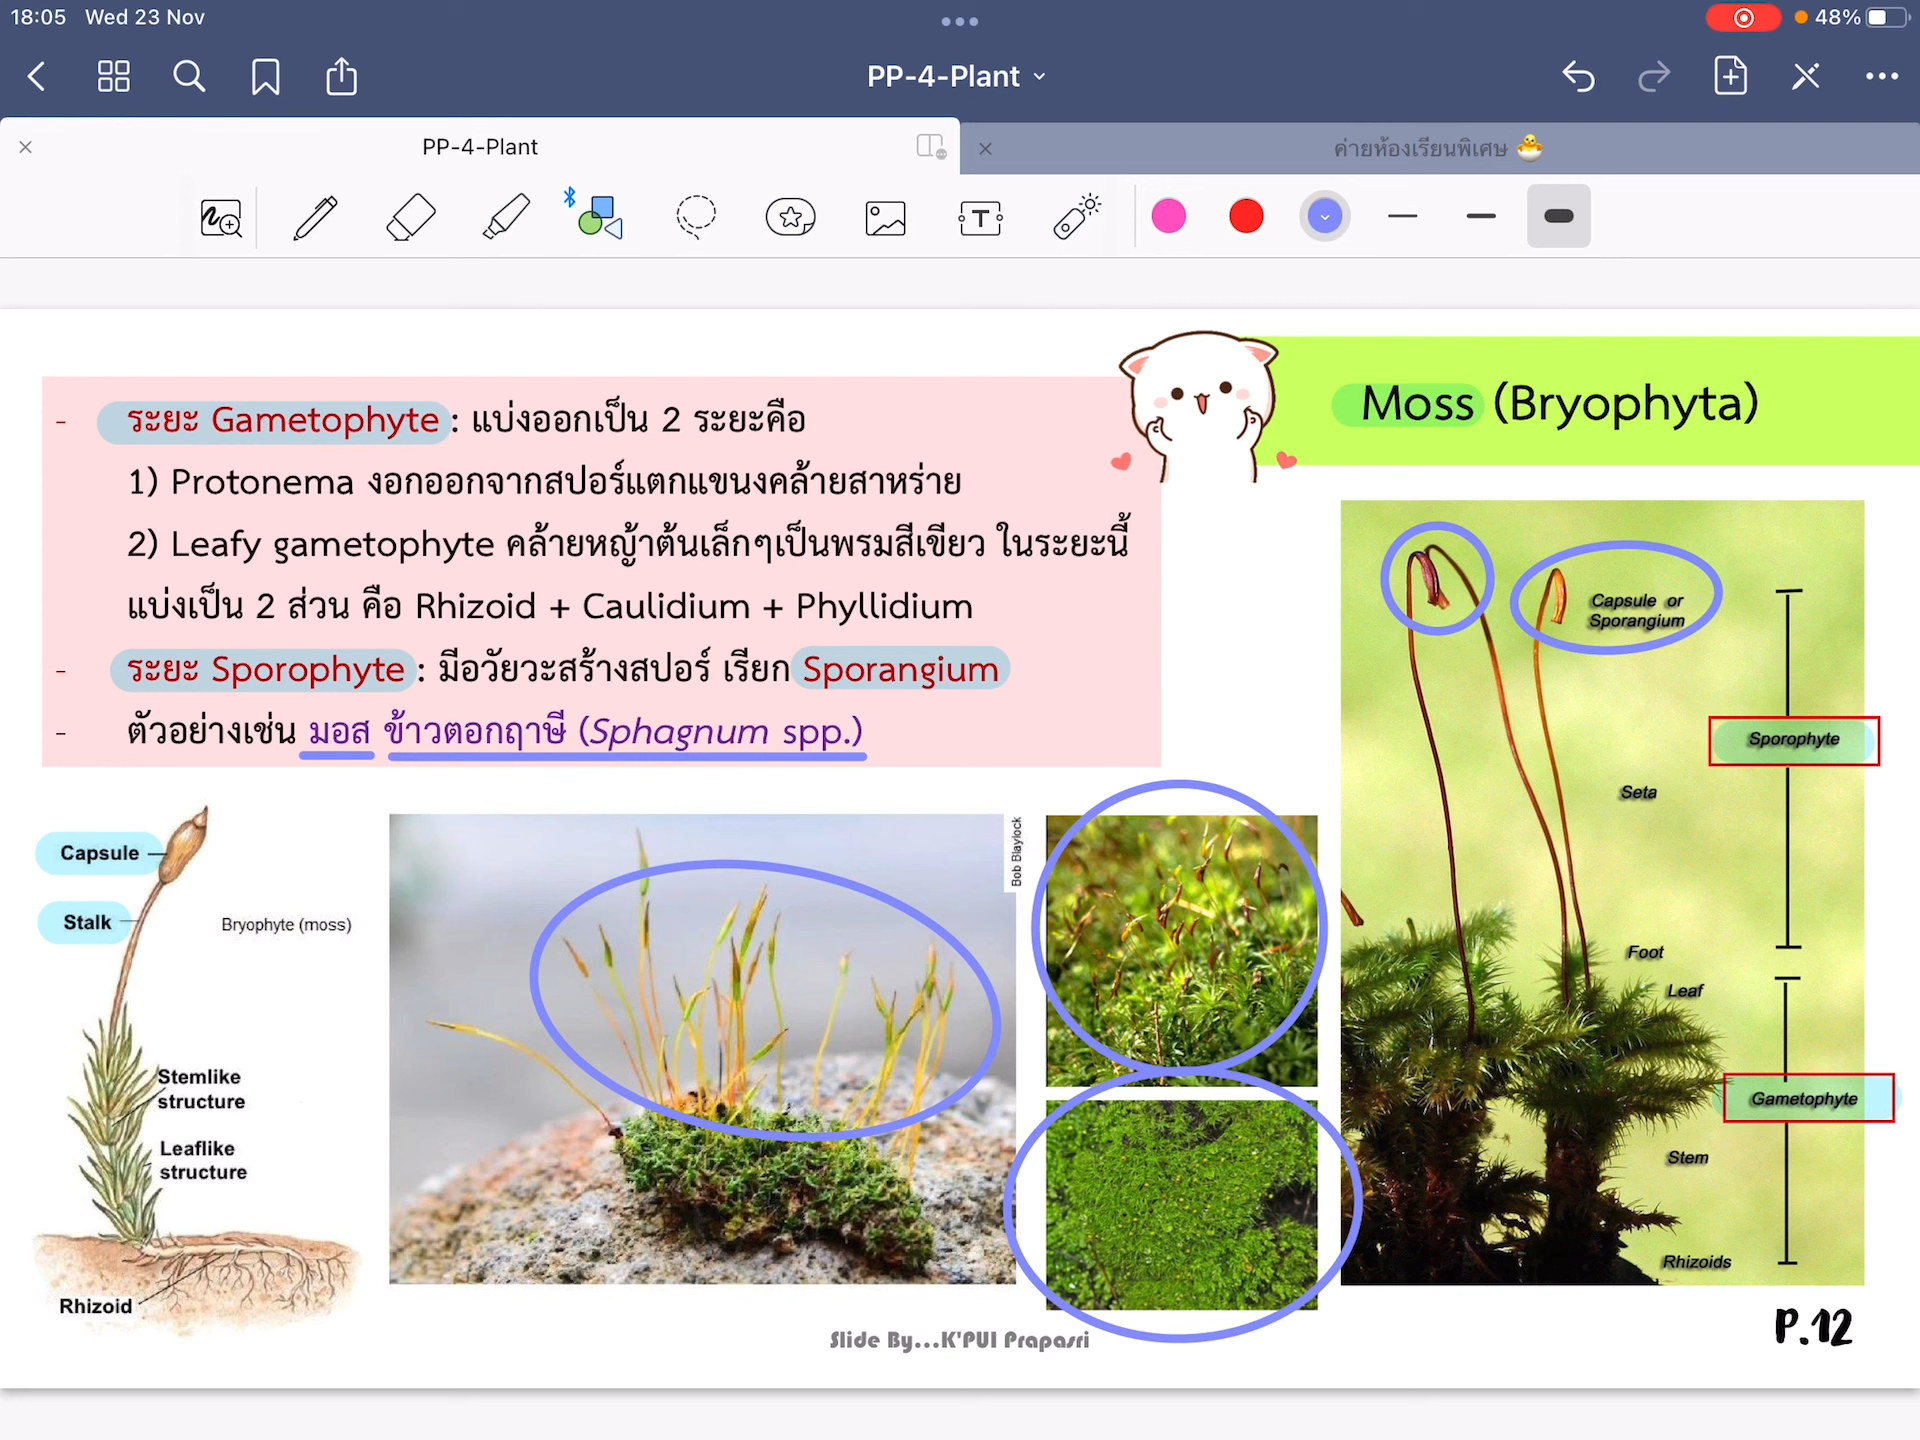 18:05 Wed 23 Nov
48%
PP-4-Plant
PP-4-Plant
ค่ายห้องเรียนพิเศษ 🐣
Moss (Bryophyta)
- ระยะ Gametophyte : แบ่งออกเป็น 2 ระยะคือ
1) Protonema งอกออกจากสปอร์แตกแขนงคล้ายสาหร่าย
2) Leafy gametophyte คล้ายหญ้าต้นเล็กๆเป็นพรมสีเขียว ในระยะนี้
แบ่งเป็น 2 ส่วน คือ Rhizoid + Caulidium + Phyllidium
- ระยะ Sporophyte : มีอวัยวะสร้างสปอร์ เรียก Sporangium
- ตัวอย่างเช่น มอส ข้าวตอกฤาษี (Sphagnum spp.)
Capsule
Stalk
Bryophyte (moss)
Stemlike
structure
Leaflike
structure
Rhizoid
Bob Blaylock
Capsule or
Sporangium
Sporophyte
Seta
Foot
Leaf
Gametophyte
Stem
Rhizoids
P.12
Slide By...K'PUI Prapasri